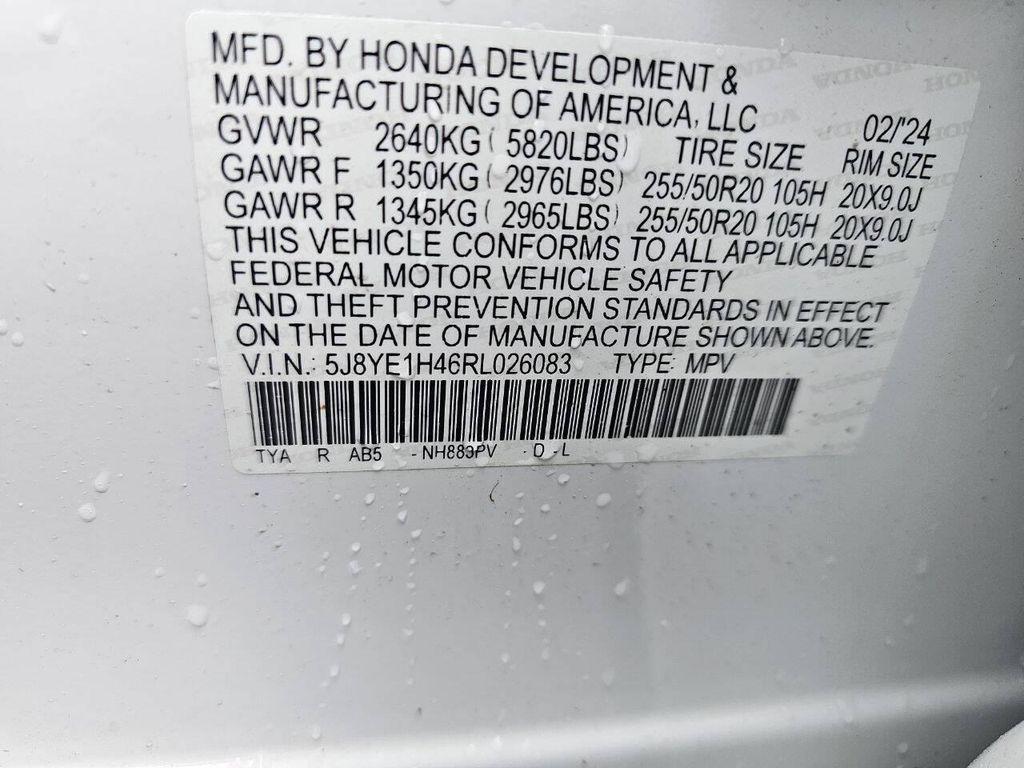 MFD. BY HONDA DEVELOPMENT &
MANUFACTURING OF AMERICA, LLC 02/'24
GVWR 2640KG ( 5820LBS) TIRE SIZE RIM SIZE
GAWR F 1350KG ( 2976LBS) 255/50R20 105H 20X9.0J
GAWR R 1345KG ( 2965LBS) 255/50R20 105H 20X9.0J
THIS VEHICLE CONFORMS TO ALL APPLICABLE
FEDERAL MOTOR VEHICLE SAFETY
AND THEFT PREVENTION STANDARDS IN EFFECT
ON THE DATE OF MANUFACTURE SHOWN ABOVE.
V.I.N.: 5J8YE1H46RL026083 TYPE: MPV
TYA R AB5 -NH883PV -D -L